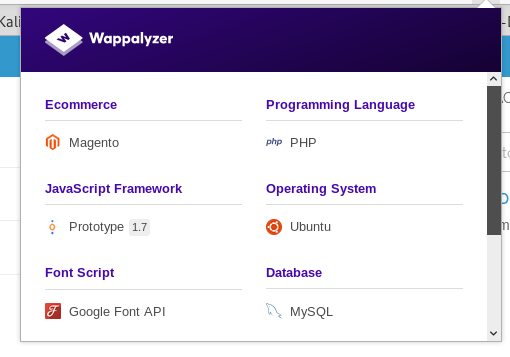 Kali
Wappalyzer
Ecommerce
Programming Language
Magento
php PHP
JavaScript Framework
Operating System
Prototype 1.7
Ubuntu
Font Script
Database
Google Font API
MySQL